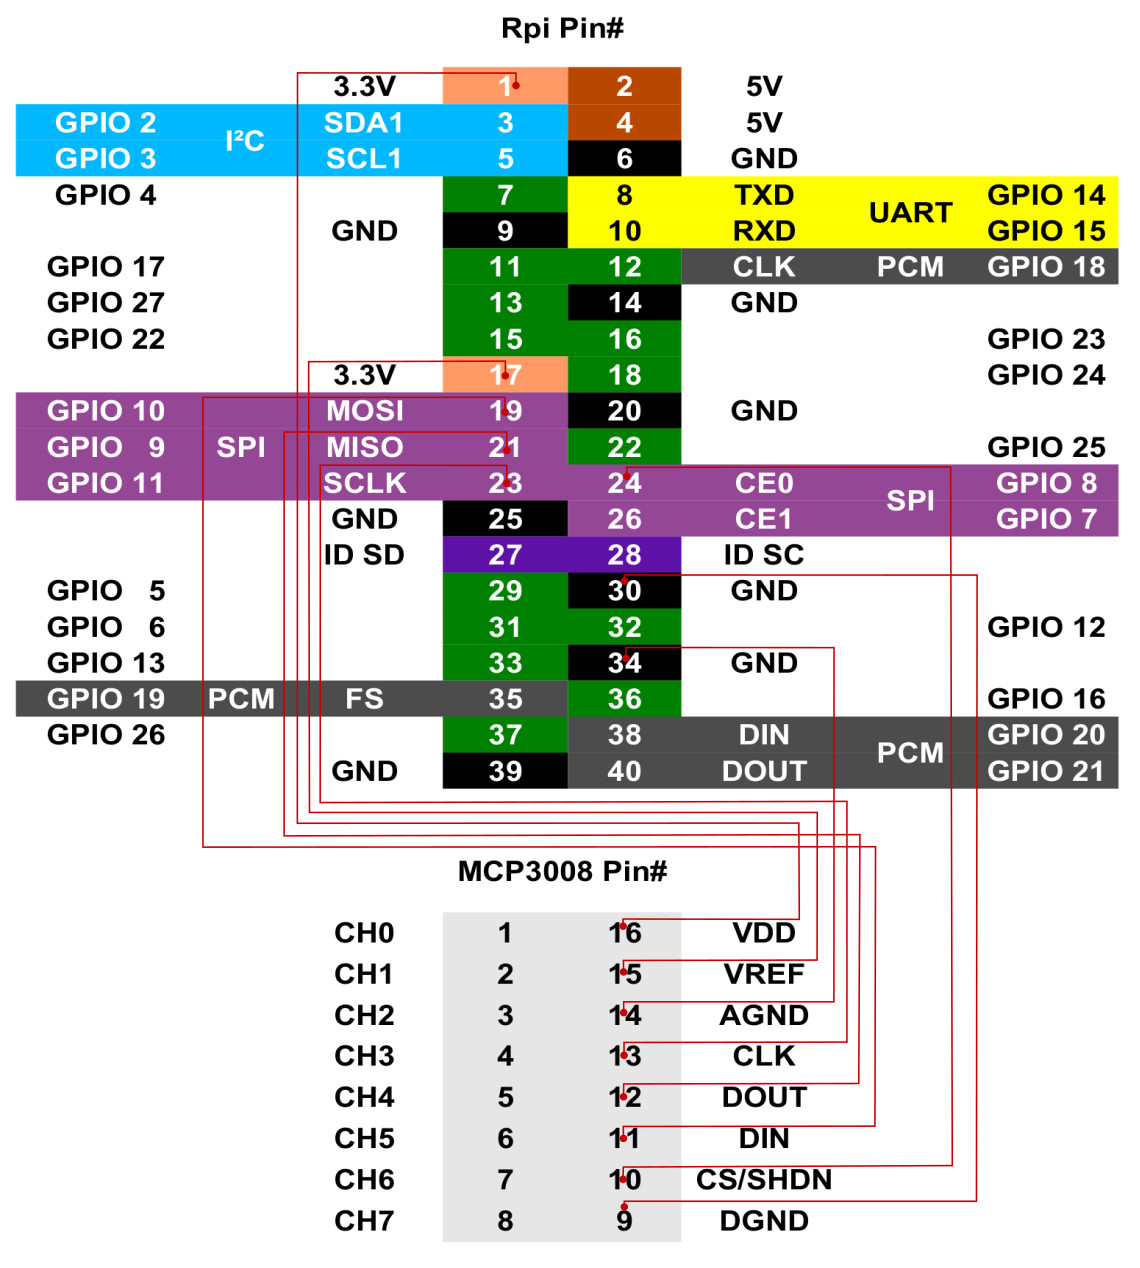 Rpi Pin#
3.3V 1 2 5V
GPIO 2 I²C SDA1 3 4 5V
GPIO 3 SCL1 5 6 GND
GPIO 4 7 8 TXD UART GPIO 14
GND 9 10 RXD GPIO 15
GPIO 17 11 12 CLK PCM GPIO 18
GPIO 27 13 14 GND
GPIO 22 15 16 GPIO 23
3.3V 17 18 GPIO 24
GPIO 10 MOSI 19 20 GND
GPIO 9 SPI MISO 21 22 GPIO 25
GPIO 11 SCLK 23 24 CE0 SPI GPIO 8
GND 25 26 CE1 GPIO 7
ID SD 27 28 ID SC
GPIO 5 29 30 GND
GPIO 6 31 32 GPIO 12
GPIO 13 33 34 GND
GPIO 19 PCM FS 35 36 GPIO 16
GPIO 26 37 38 DIN PCM GPIO 20
GND 39 40 DOUT GPIO 21
MCP3008 Pin#
CH0 1 16 VDD
CH1 2 15 VREF
CH2 3 14 AGND
CH3 4 13 CLK
CH4 5 12 DOUT
CH5 6 11 DIN
CH6 7 10 CS/SHDN
CH7 8 9 DGND